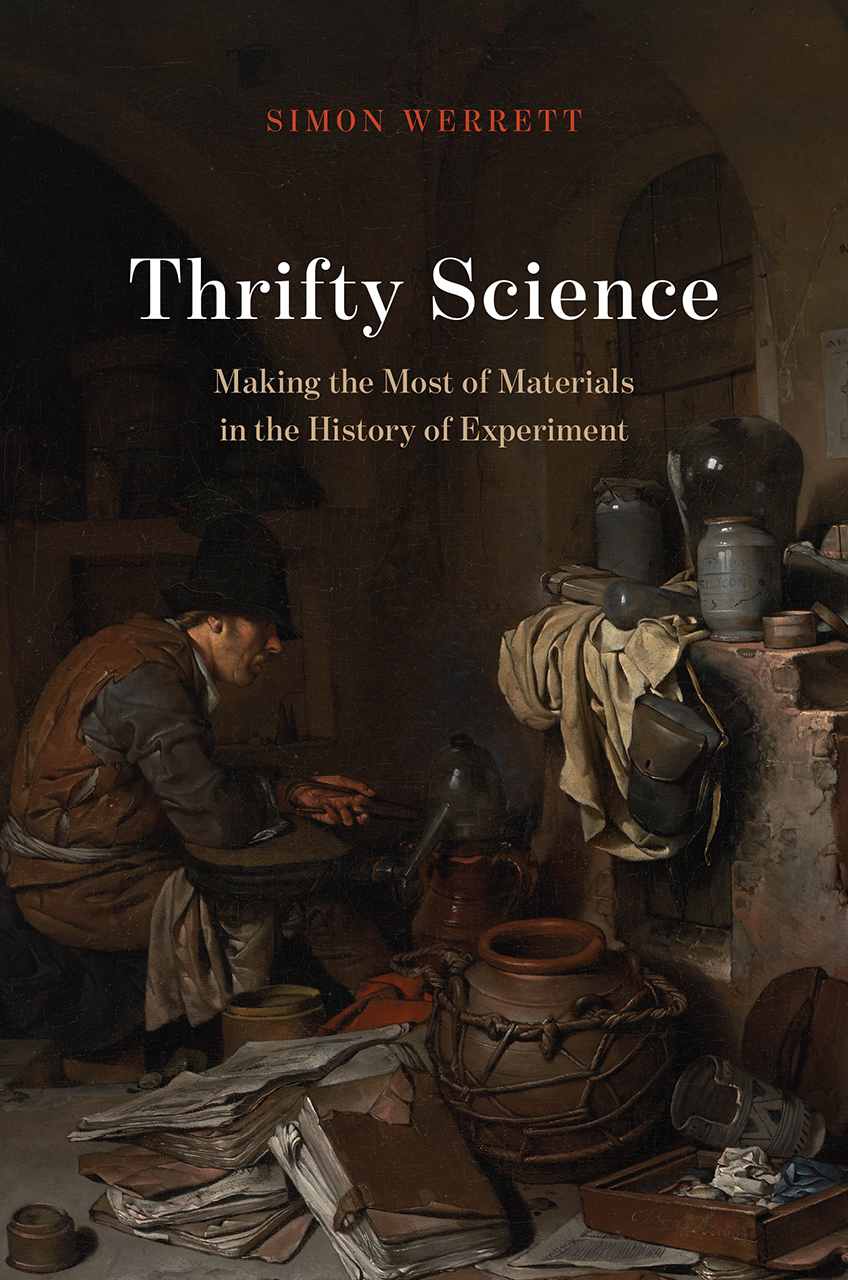 SIMON WERRETT
Thrifty Science
Making the Most of Materials
in the History of Experiment